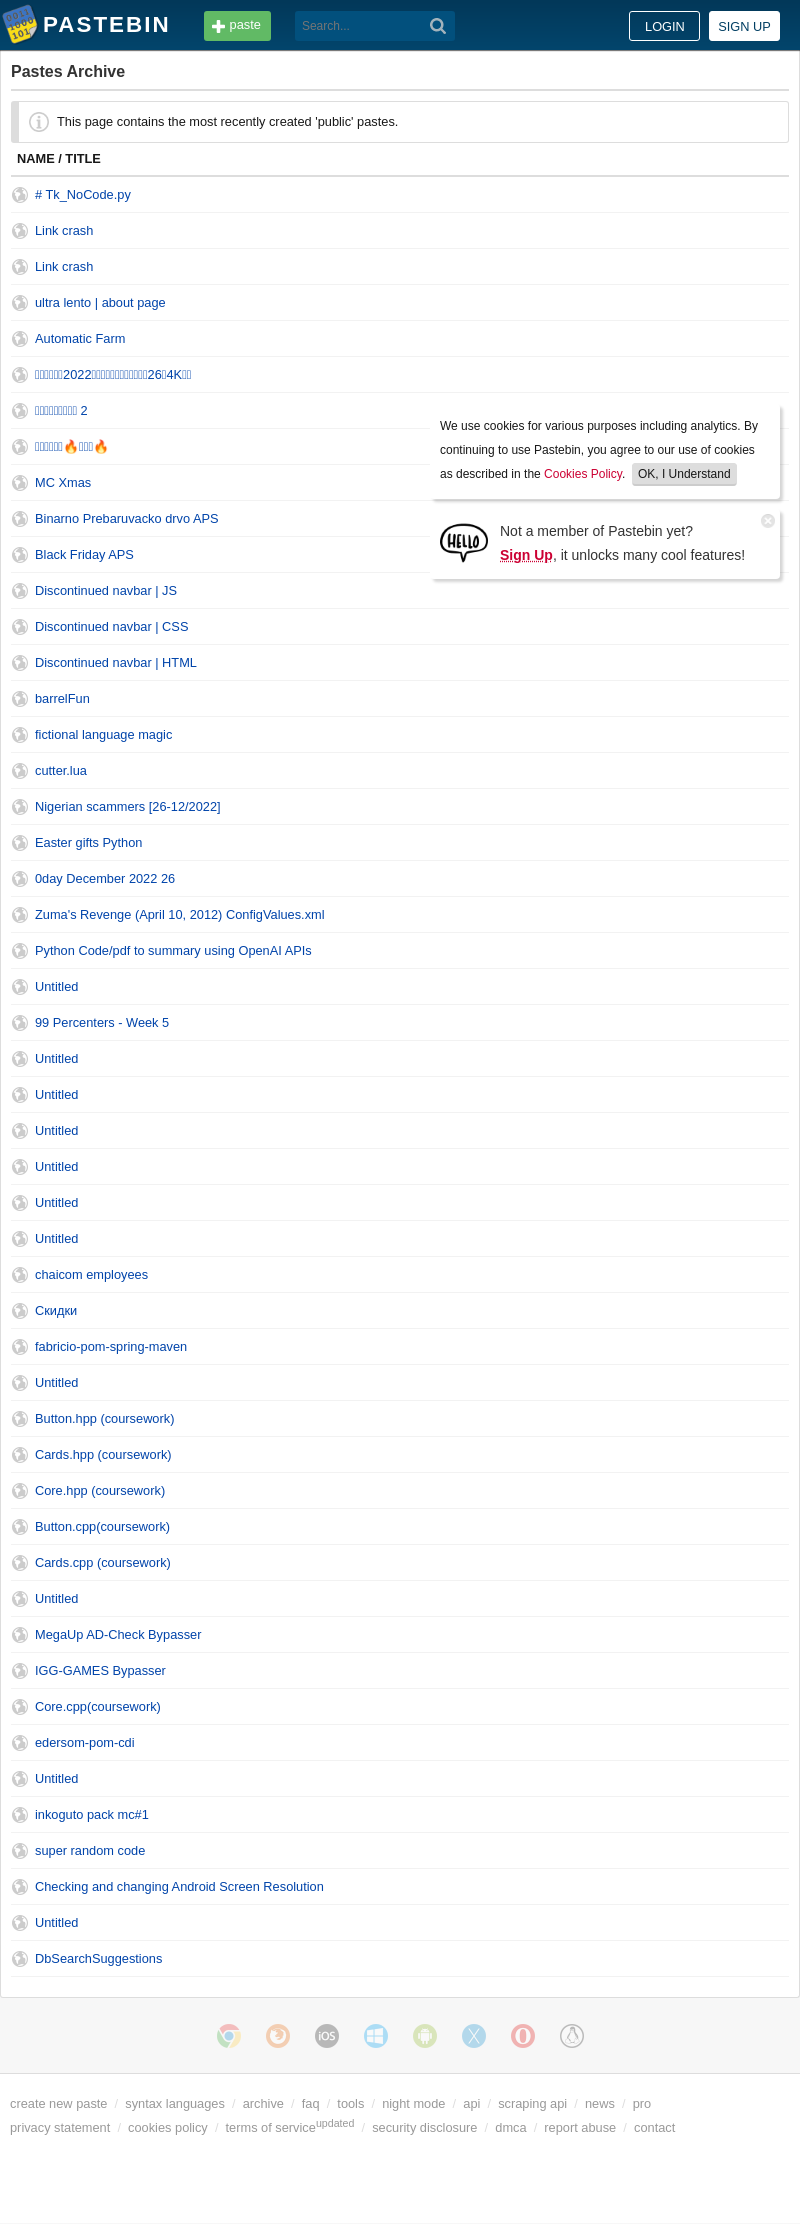 PASTEBIN
paste
Search...
LOGIN
SIGN UP
Pastes Archive
This page contains the most recently created 'public' pastes.
NAME / TITLE
# Tk_NoCode.py
Link crash
Link crash
ultra lento | about page
Automatic Farm
2022 26 4K
2
🔥 🔥
We use cookies for various purposes including analytics. By
continuing to use Pastebin, you agree to our use of cookies
as described in the Cookies Policy. OK, I Understand
MC Xmas
Binarno Prebaruvacko drvo APS
HELLO
Not a member of Pastebin yet?
Sign Up, it unlocks many cool features!
Black Friday APS
Discontinued navbar | JS
Discontinued navbar | CSS
Discontinued navbar | HTML
barrelFun
fictional language magic
cutter.lua
Nigerian scammers [26-12/2022]
Easter gifts Python
0day December 2022 26
Zuma's Revenge (April 10, 2012) ConfigValues.xml
Python Code/pdf to summary using OpenAI APIs
Untitled
99 Percenters - Week 5
Untitled
Untitled
Untitled
Untitled
Untitled
Untitled
chaicom employees
Скидки
fabricio-pom-spring-maven
Untitled
Button.hpp (coursework)
Cards.hpp (coursework)
Core.hpp (coursework)
Button.cpp(coursework)
Cards.cpp (coursework)
Untitled
MegaUp AD-Check Bypasser
IGG-GAMES Bypasser
Core.cpp(coursework)
edersom-pom-cdi
Untitled
inkoguto pack mc#1
super random code
Checking and changing Android Screen Resolution
Untitled
DbSearchSuggestions
iOS
create new paste / syntax languages / archive / faq / tools / night mode / api / scraping api / news / pro
privacy statement / cookies policy / terms of serviceupdated / security disclosure / dmca / report abuse / contact